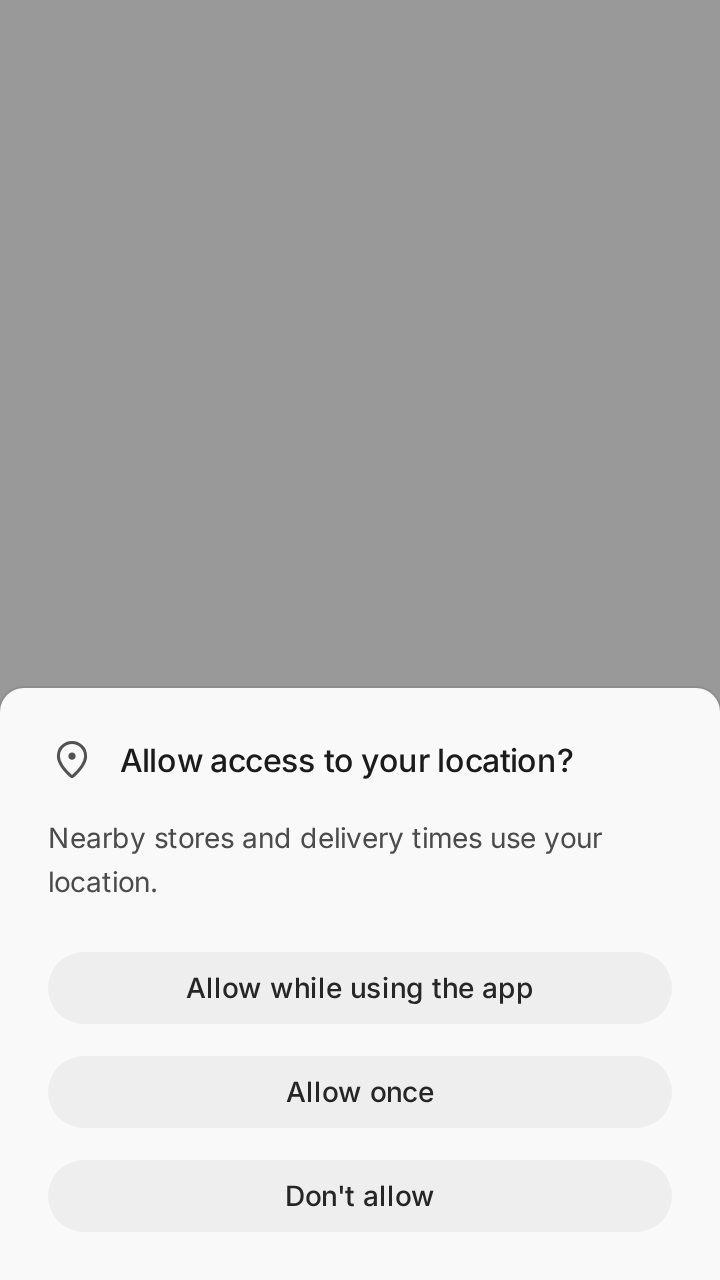 Allow access to your location?
Nearby stores and delivery times use your
location.
Allow while using the app
Allow once
Don't allow